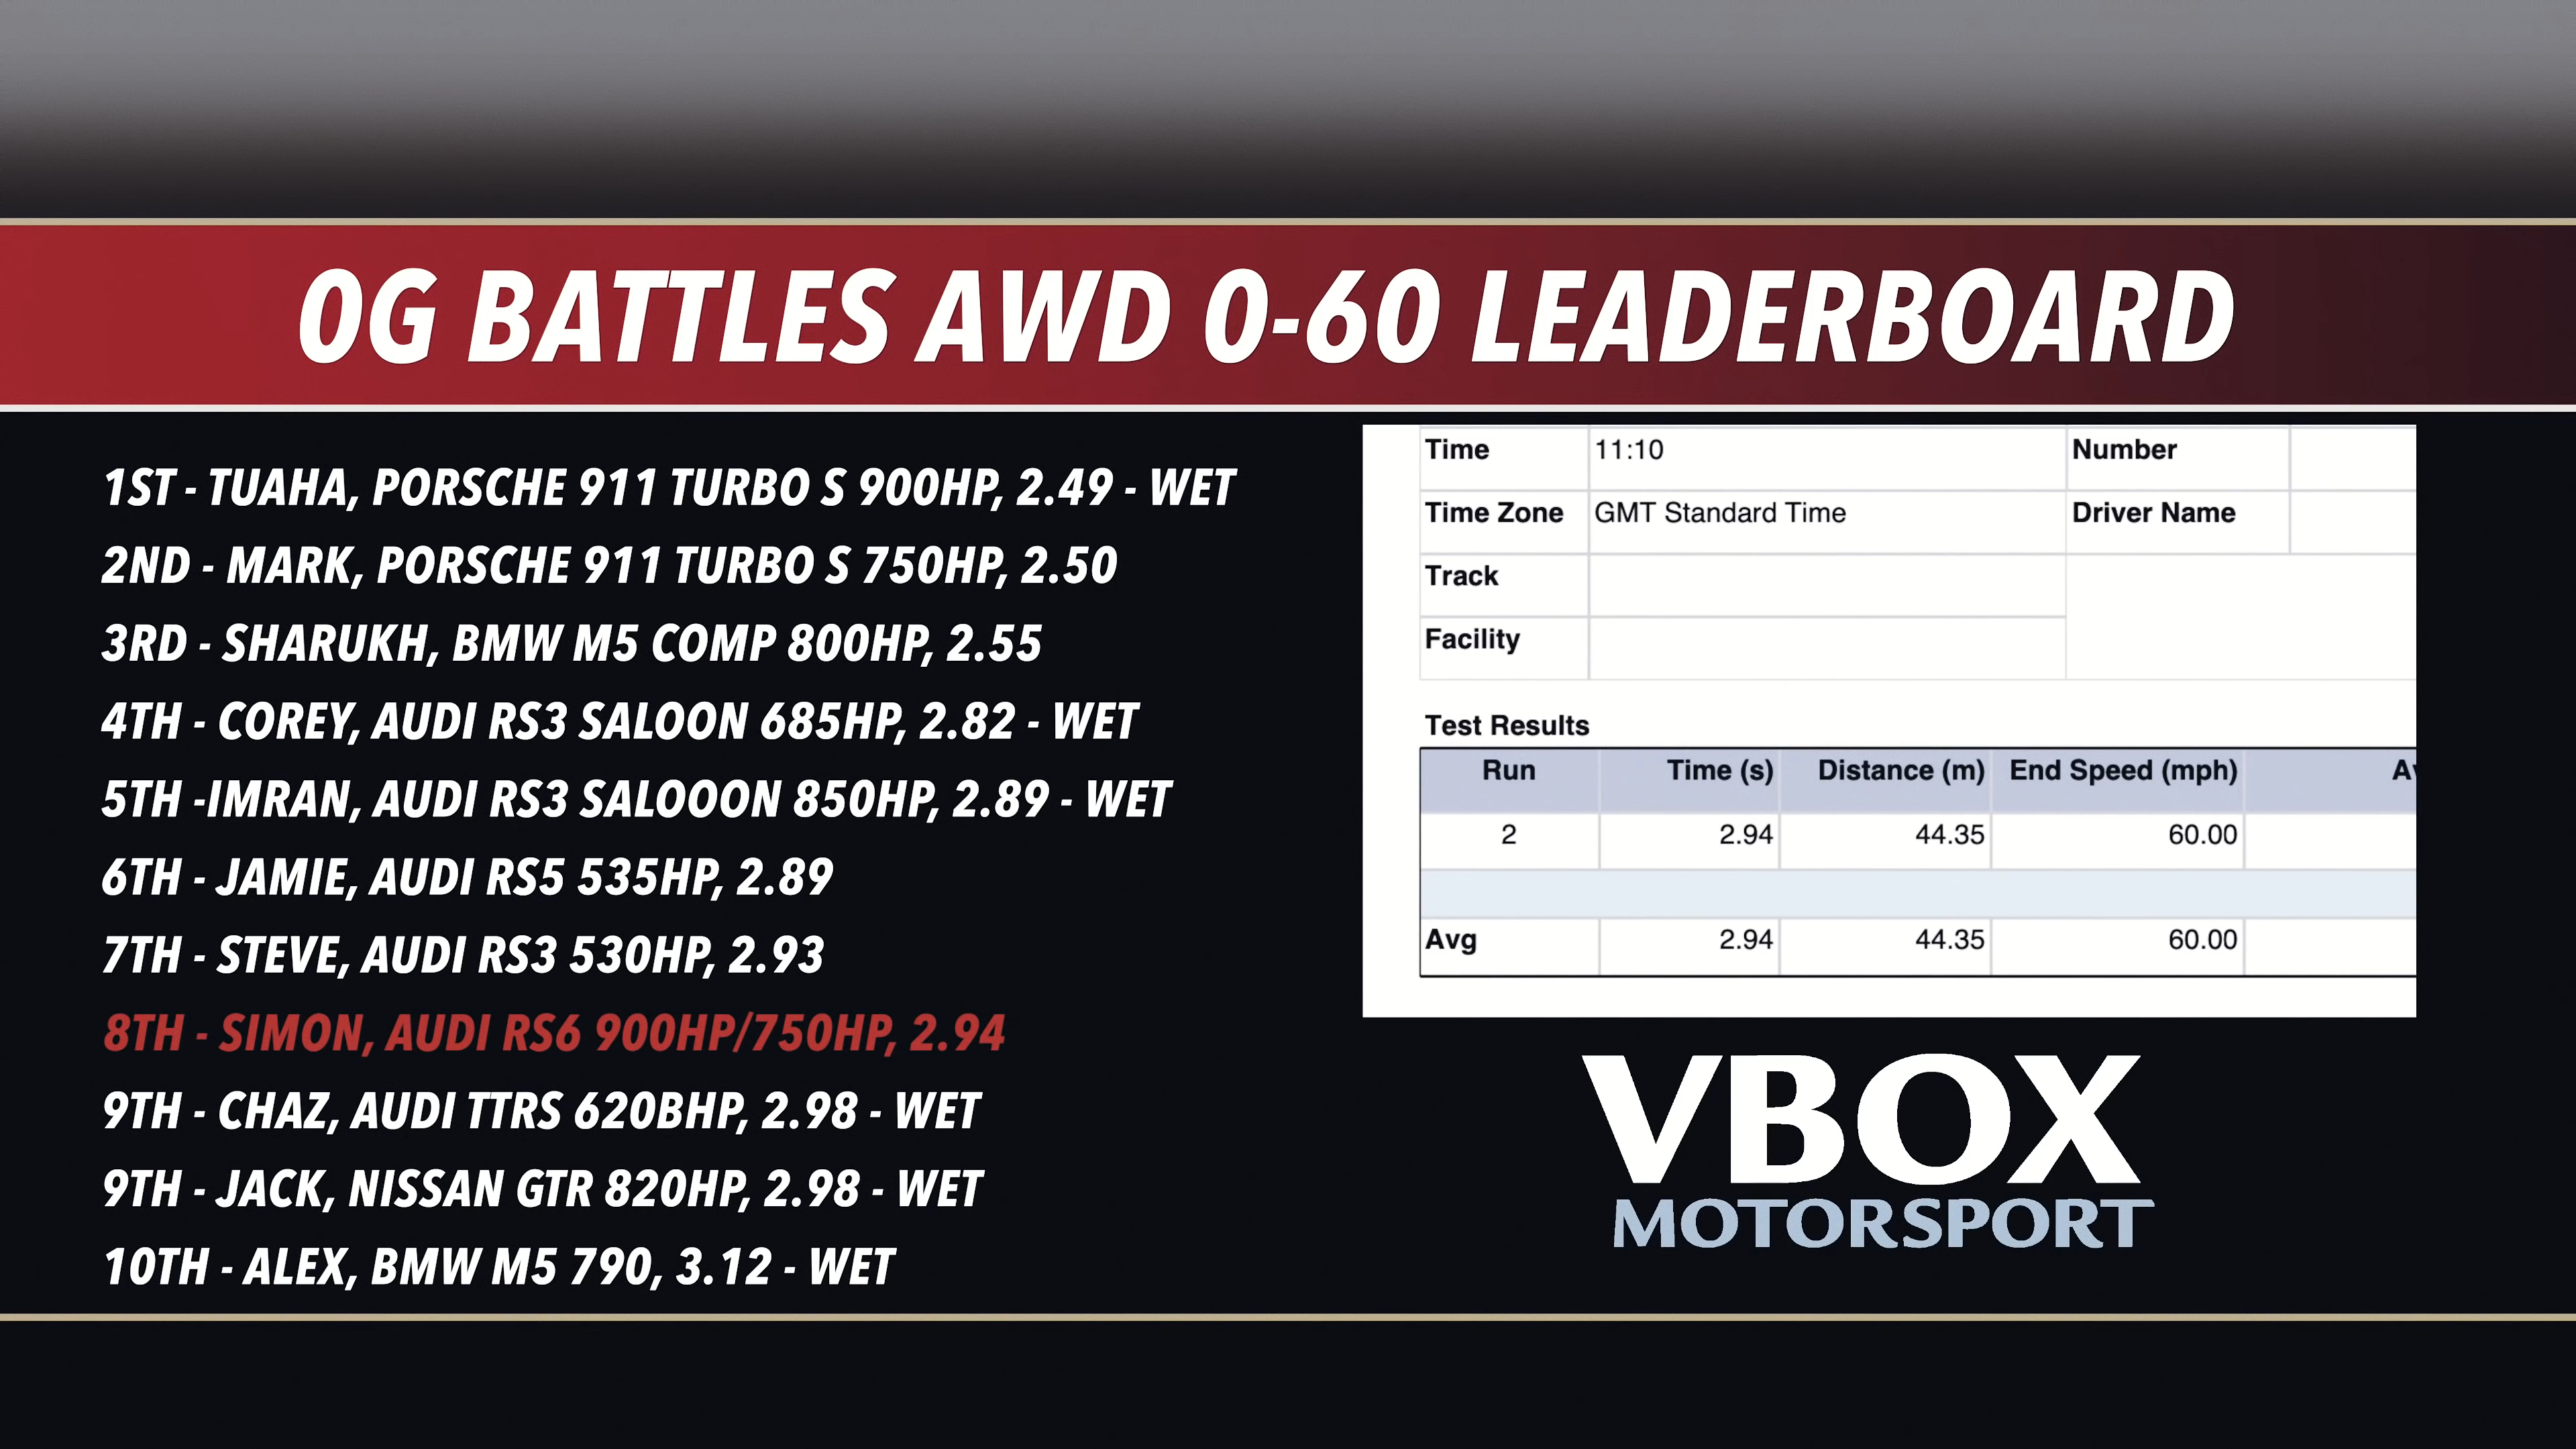 0G BATTLES AWD 0-60 LEADERBOARD
1ST - TUAHA, PORSCHE 911 TURBO S 900HP, 2.49 - WET
2ND - MARK, PORSCHE 911 TURBO S 750HP, 2.50
3RD - SHARUKH, BMW M5 COMP 800HP, 2.55
4TH - COREY, AUDI RS3 SALOON 685HP, 2.82 - WET
5TH -IMRAN, AUDI RS3 SALOOON 850HP, 2.89 - WET
6TH - JAMIE, AUDI RS5 535HP, 2.89
7TH - STEVE, AUDI RS3 530HP, 2.93
8TH - SIMON, AUDI RS6 900HP/750HP, 2.94
9TH - CHAZ, AUDI TTRS 620BHP, 2.98 - WET
9TH - JACK, NISSAN GTR 820HP, 2.98 - WET
10TH - ALEX, BMW M5 790, 3.12 - WET
Time 11:10 Number
Time Zone GMT Standard Time Driver Name
Track
Facility
Test Results
Run Time (s) Distance (m) End Speed (mph)
2 2.94 44.35 60.00
Avg 2.94 44.35 60.00
VBOX
MOTORSPORT